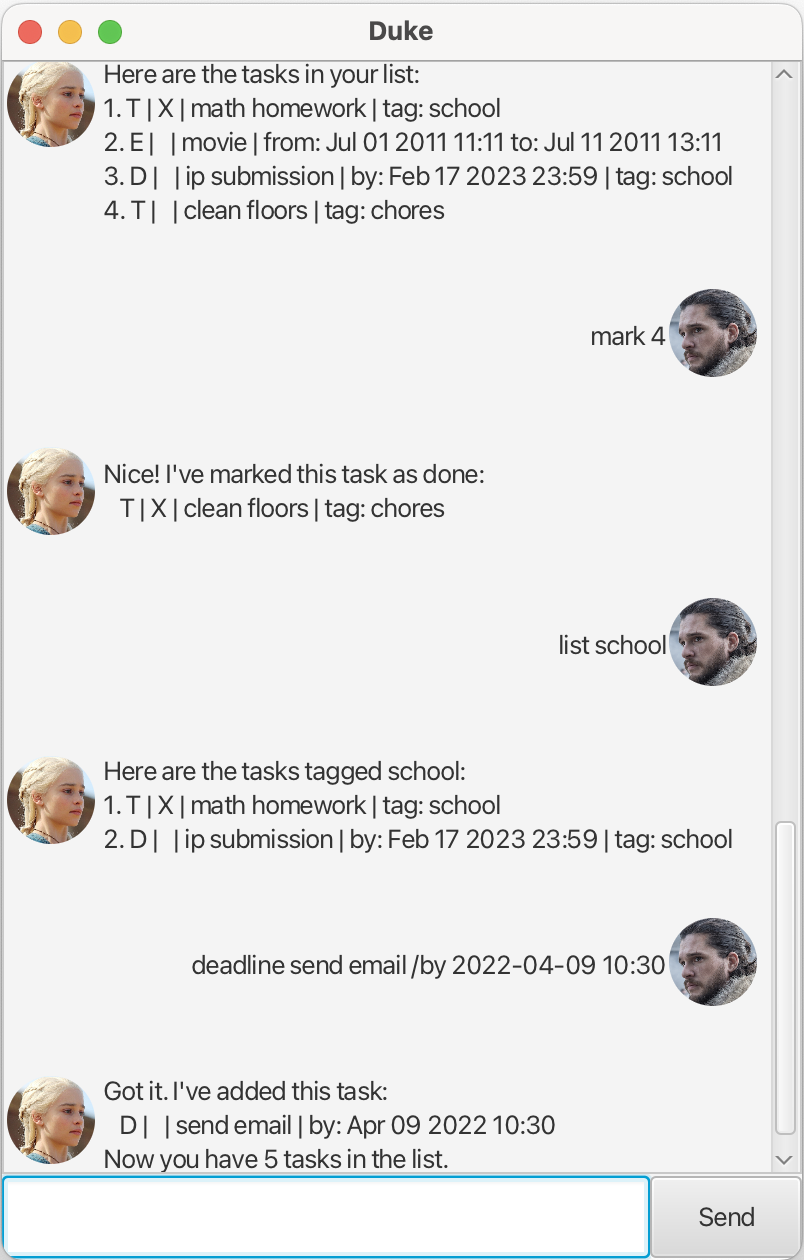 Duke
Here are the tasks in your list:
1. T | X | math homework | tag: school
2. E |   | movie | from: Jul 01 2011 11:11 to: Jul 11 2011 13:11
3. D |   | ip submission | by: Feb 17 2023 23:59 | tag: school
4. T |   | clean floors | tag: chores
mark 4
Nice! I've marked this task as done:
T | X | clean floors | tag: chores
list school
Here are the tasks tagged school:
1. T | X | math homework | tag: school
2. D |   | ip submission | by: Feb 17 2023 23:59 | tag: school
deadline send email /by 2022-04-09 10:30
Got it. I've added this task:
D |   | send email | by: Apr 09 2022 10:30
Now you have 5 tasks in the list.
Send